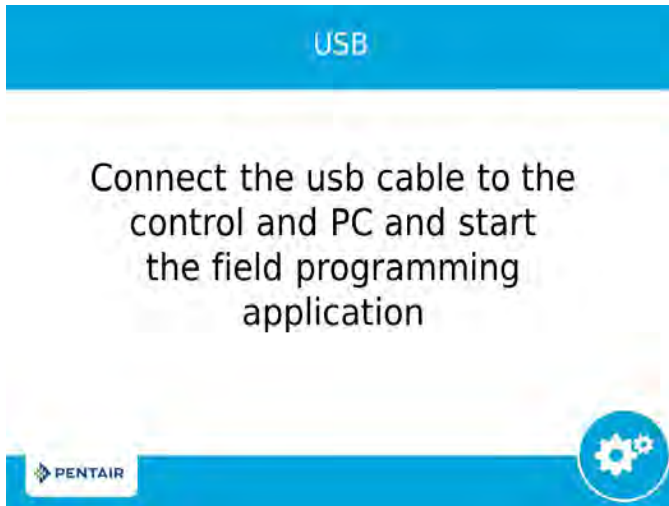 USB
Connect the usb cable to the
control and PC and start
the field programming
application
PENTAIR